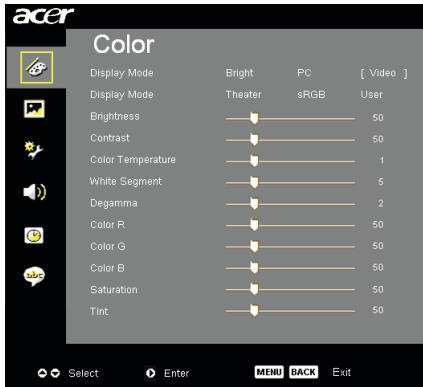 acer
Color
Display Mode Bright PC [ Video ]
Display Mode Theater sRGB User
Brightness 50
Contrast 50
Color Temperature 1
White Segment 5
Degamma 2
Color R 50
Color G 50
Color B 50
Saturation 50
Tint 50
abc
Select Enter MENU BACK Exit